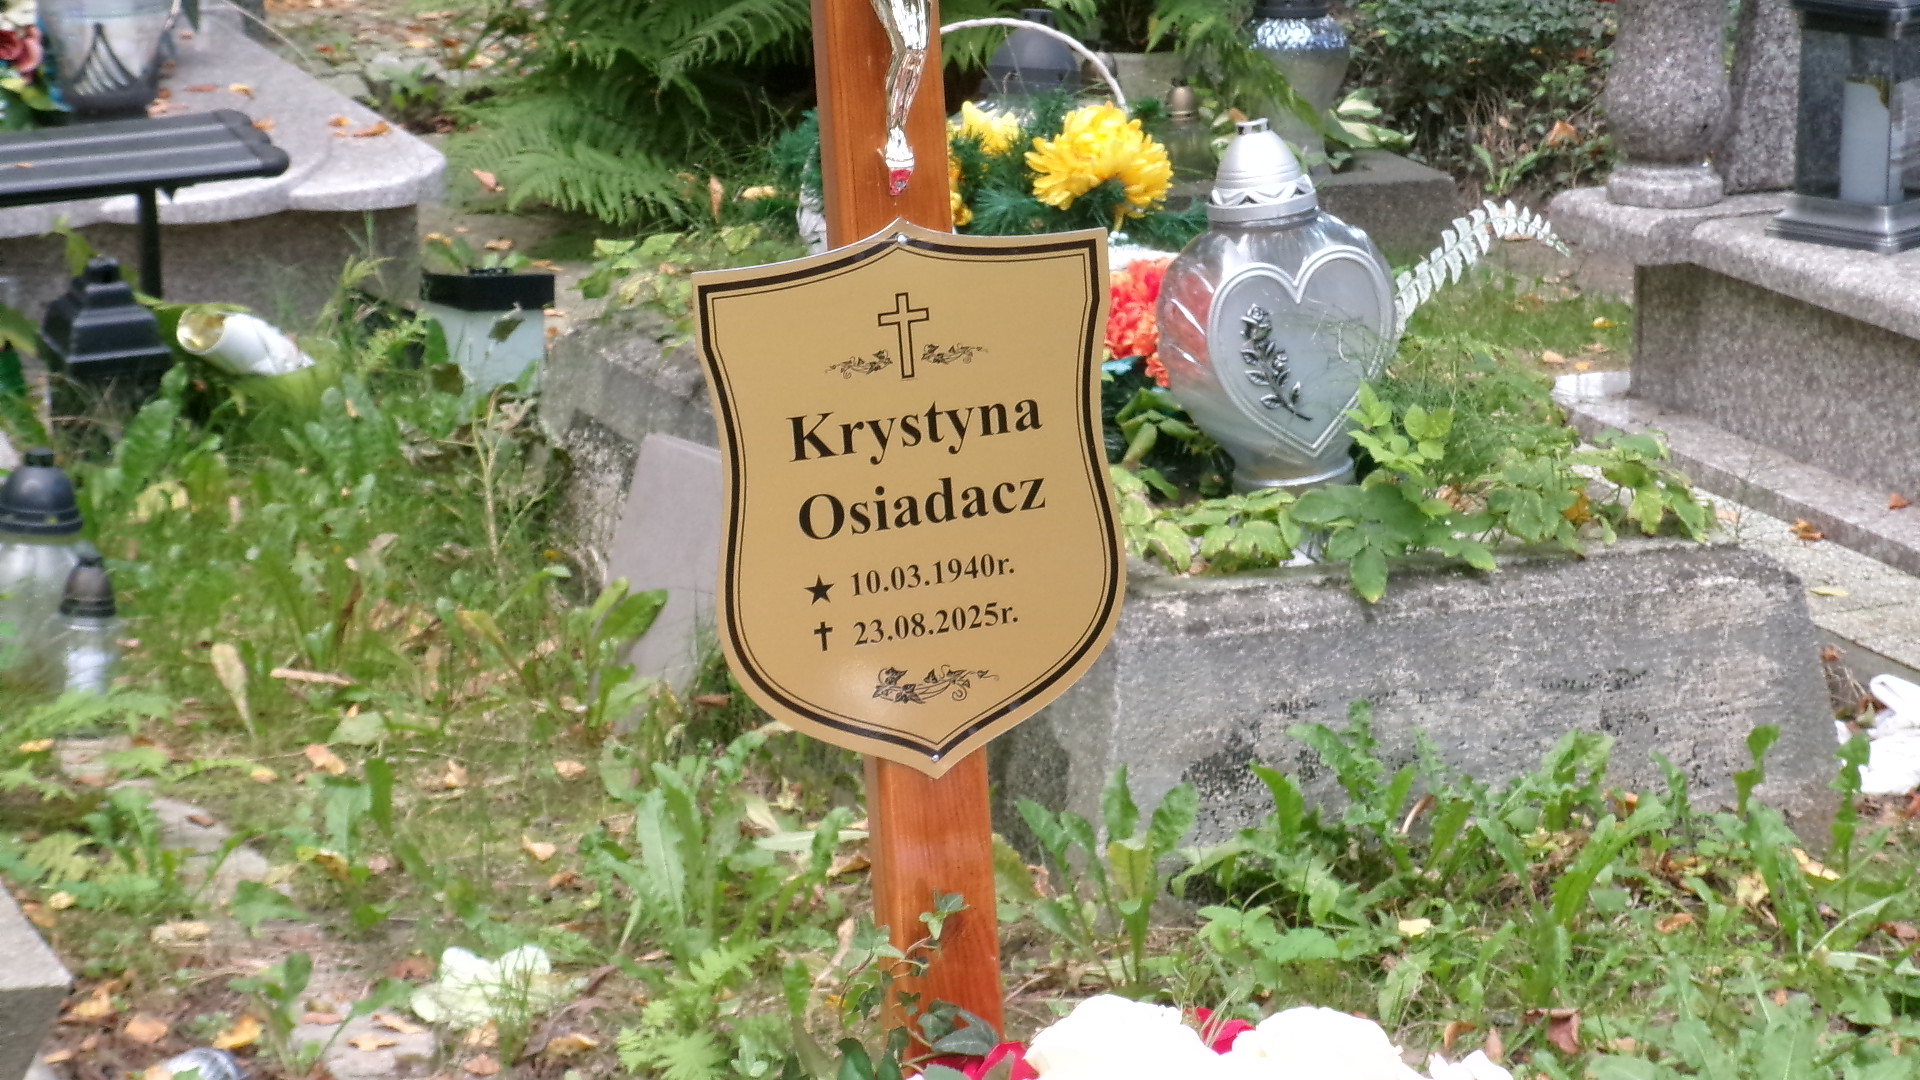 Krystyna
Osiadacz
★ 10.03.1940r.
✝ 23.08.2025r.